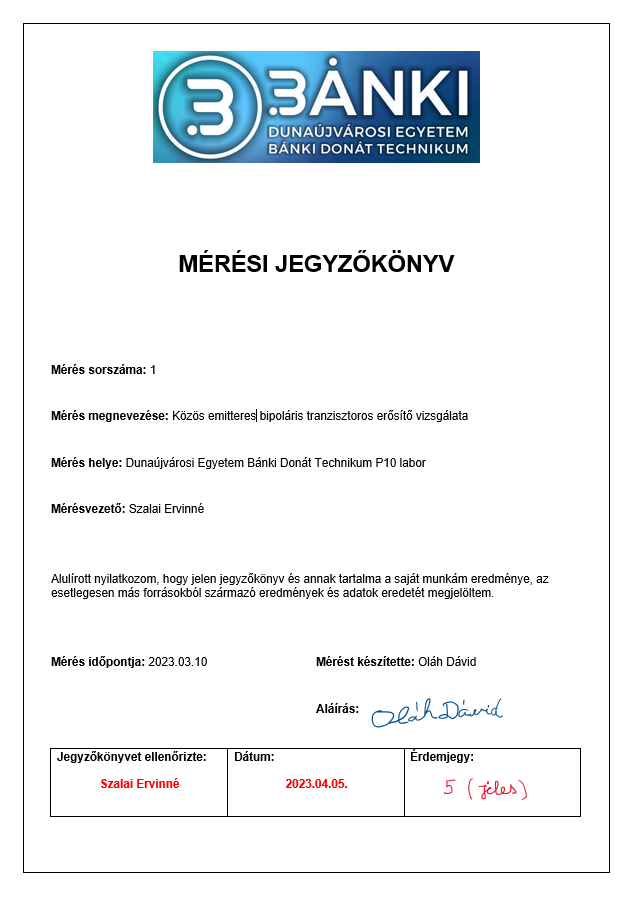 BÁNKI
DUNAÚJVÁROSI EGYETEM
BÁNKI DONÁT TECHNIKUM
MÉRÉSI JEGYZŐKÖNYV
Mérés sorszáma: 1
Mérés megnevezése: Közös emitteres bipoláris tranzisztoros erősítő vizsgálata
Mérés helye: Dunaújvárosi Egyetem Bánki Donát Technikum P10 labor
Mérésvezető: Szalai Ervinné
Alulírott nyilatkozom, hogy jelen jegyzőkönyv és annak tartalma a saját munkám eredménye, az
esetlegesen más forrásokból származó eredmények és adatok eredetét megjelöltem.
Mérés időpontja: 2023.03.10 Mérést készítette: Oláh Dávid
Aláírás: Oláh Dávid
Jegyzőkönyvet ellenőrizte: Dátum: Érdemjegy:
Szalai Ervinné 2023.04.05. 5 (jeles)